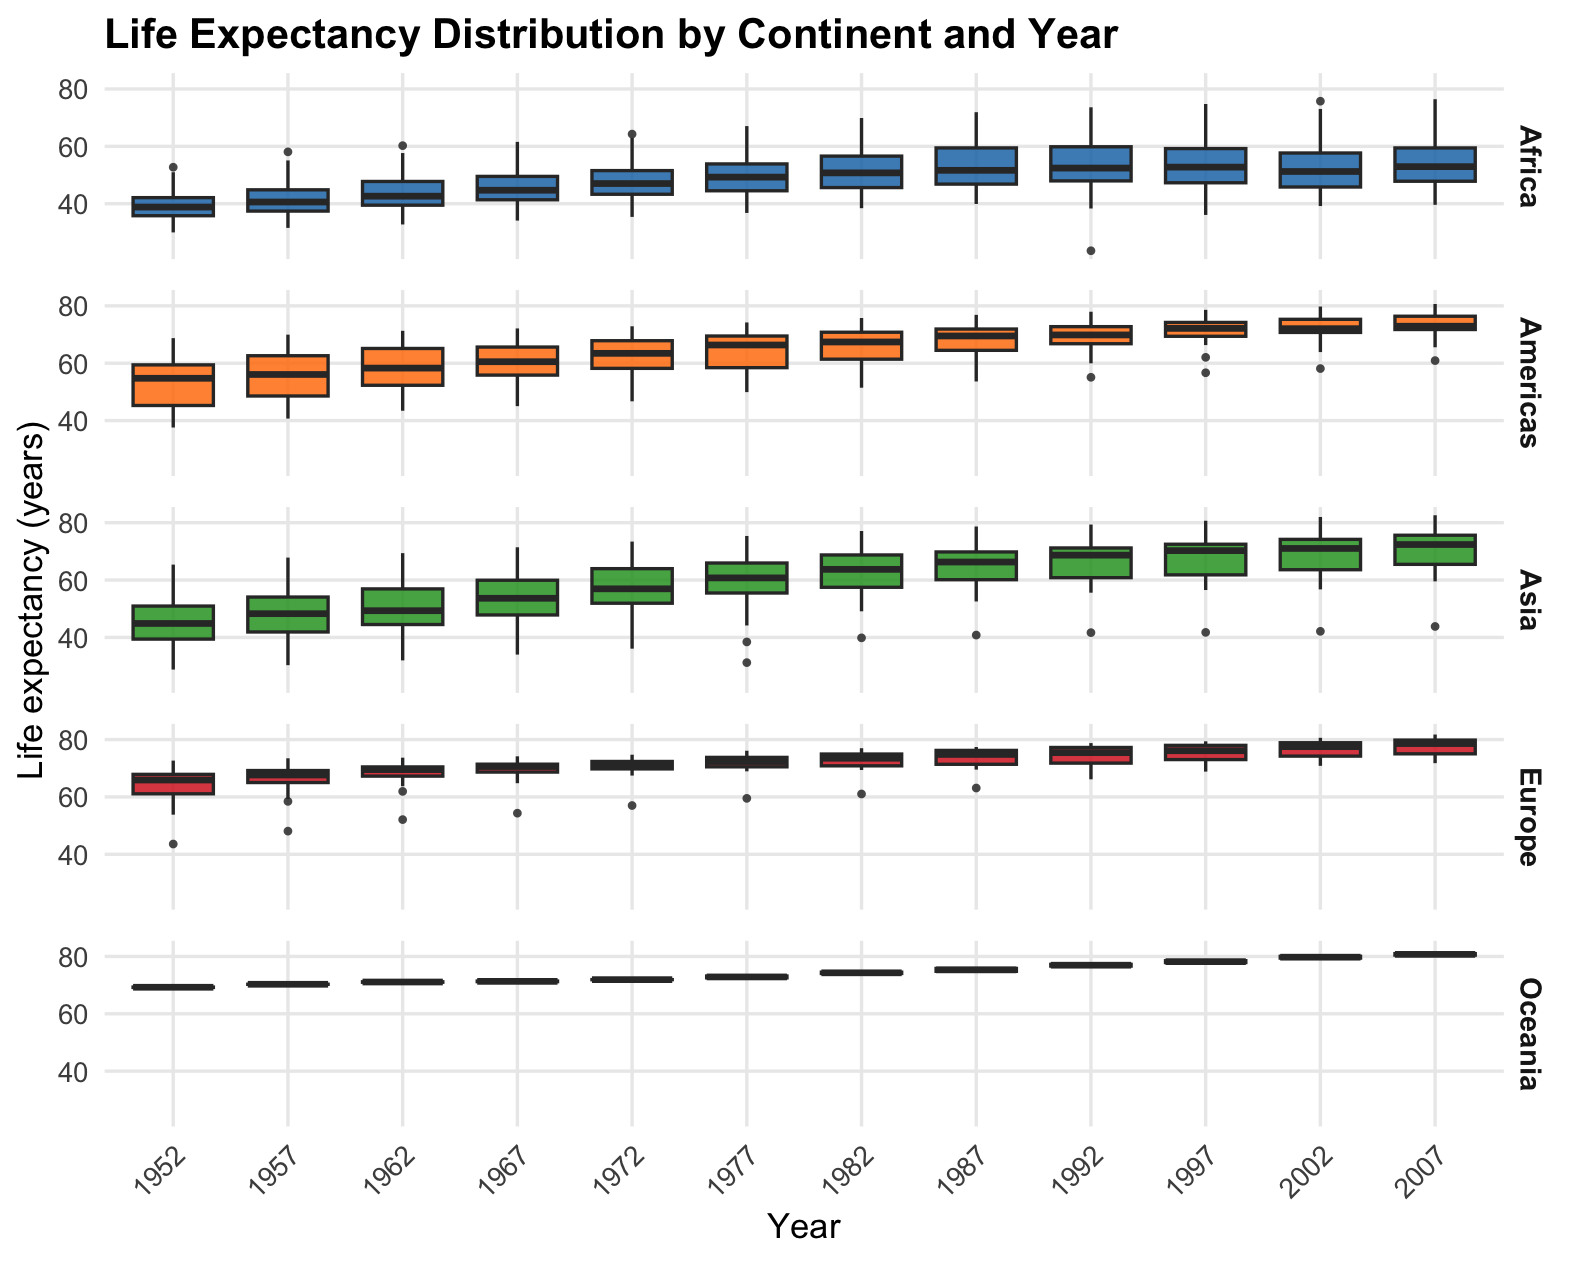 Life Expectancy Distribution by Continent and Year
Life expectancy (years)
80
60
40
Africa
80
60
40
Americas
80
60
40
Asia
80
60
40
Europe
80
60
40
Oceania
1952 1957 1962 1967 1972 1977 1982 1987 1992 1997 2002 2007
Year